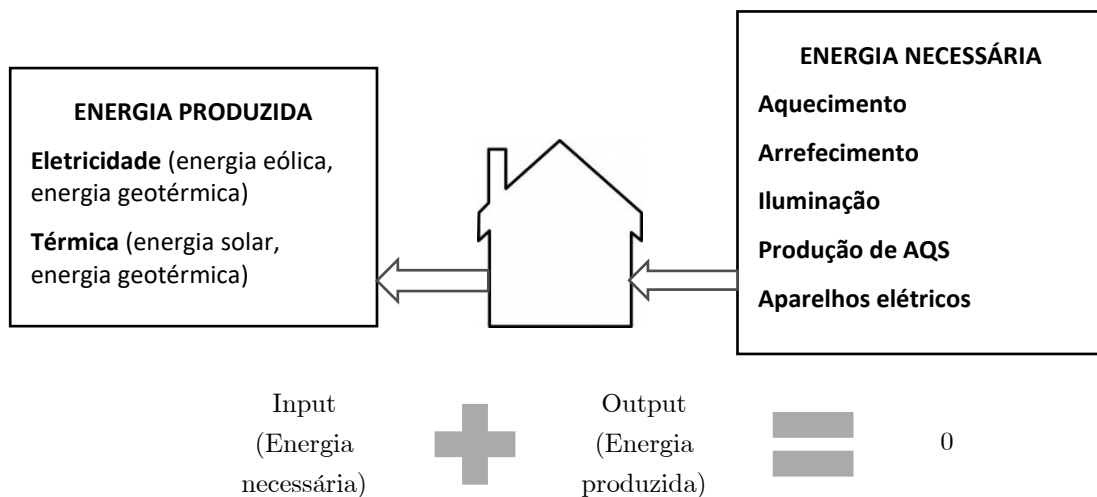 ENERGIA PRODUZIDA
Eletricidade (energia eólica,
energia geotérmica)
Térmica (energia solar,
energia geotérmica)
ENERGIA NECESSÁRIA
Aquecimento
Arrefecimento
Iluminação
Produção de AQS
Aparelhos elétricos
Input
(Energia
necessária)
Output
(Energia
produzida)
0